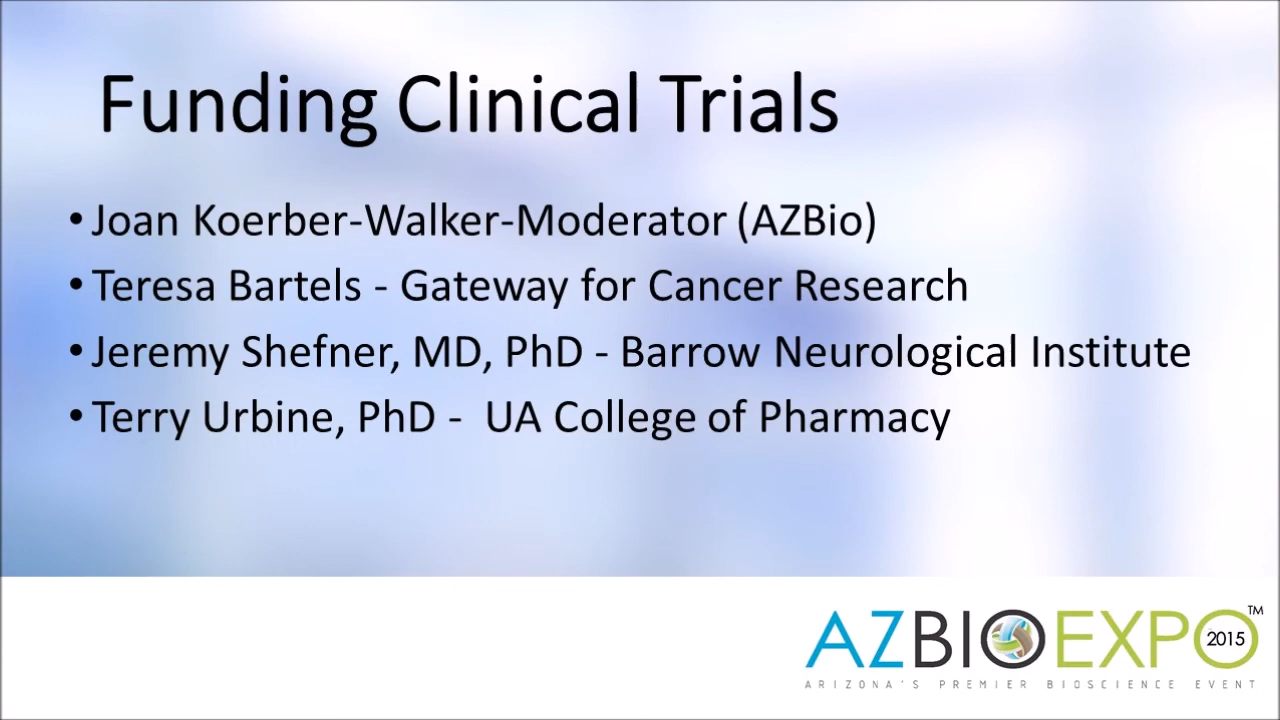 Funding Clinical Trials
• Joan Koerber-Walker-Moderator (AZBio)
• Teresa Bartels - Gateway for Cancer Research
• Jeremy Shefner, MD, PhD - Barrow Neurological Institute
• Terry Urbine, PhD -  UA College of Pharmacy
AZBIOEXPO 2015 ™
ARIZONA'S PREMIER BIOSCIENCE EVENT